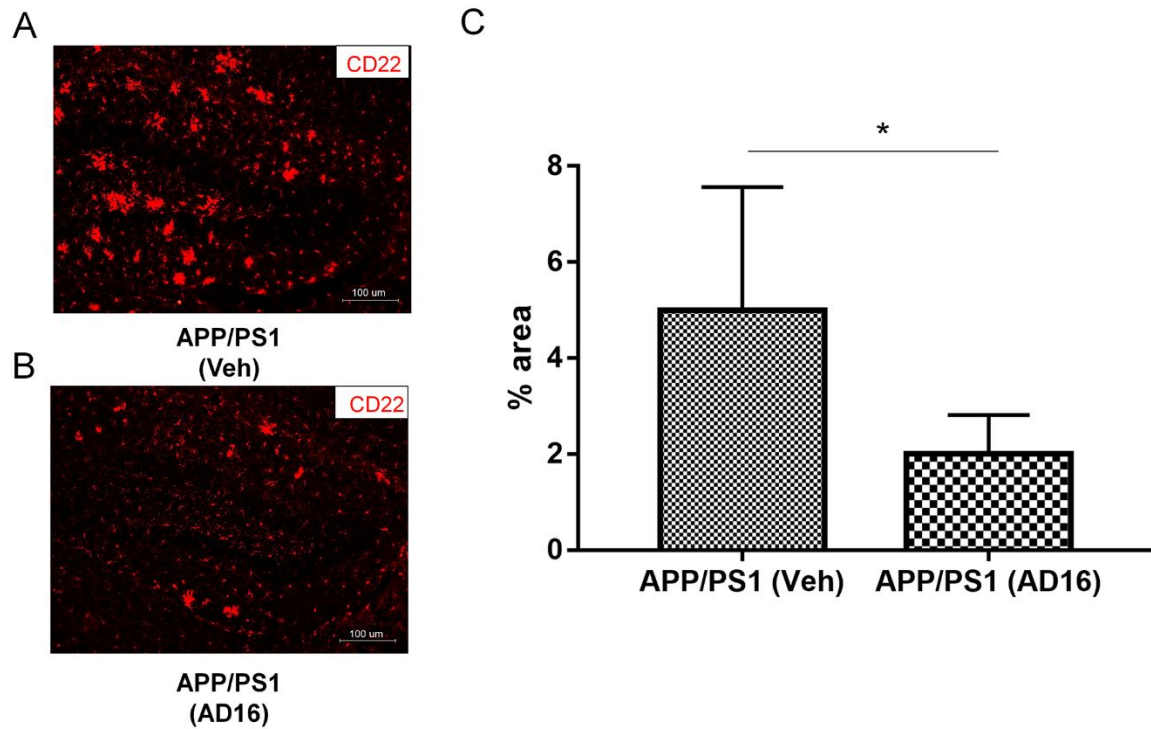 A
CD22
100 um
APP/PS1
(Veh)
B
CD22
100 um
APP/PS1
(AD16)
C
*
8
6
4
2
0
% area
APP/PS1 (Veh)
APP/PS1 (AD16)